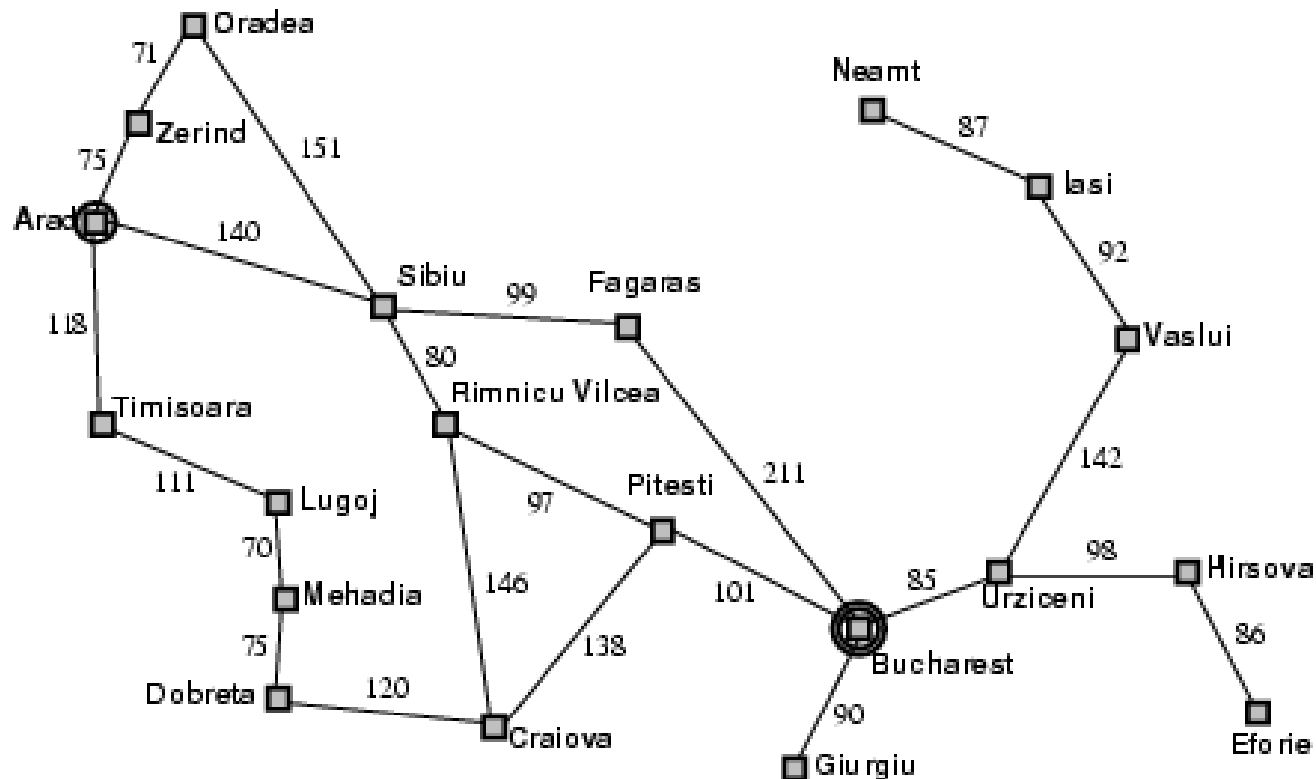 Oradea
71
Neamt
87
Zerind
151
75
Iasi
Arad
140
92
Sibiu
99
Fagaras
118
80
Vaslui
Timisoara
Rimnicu Vilcea
142
111
Lugoj
97
Pitesti
211
70
98
Hirsova
Mehadia
146
101
85
Urziceni
75
138
86
Bucharest
Dobreta
120
90
Craiova
Eforie
Giurgiu